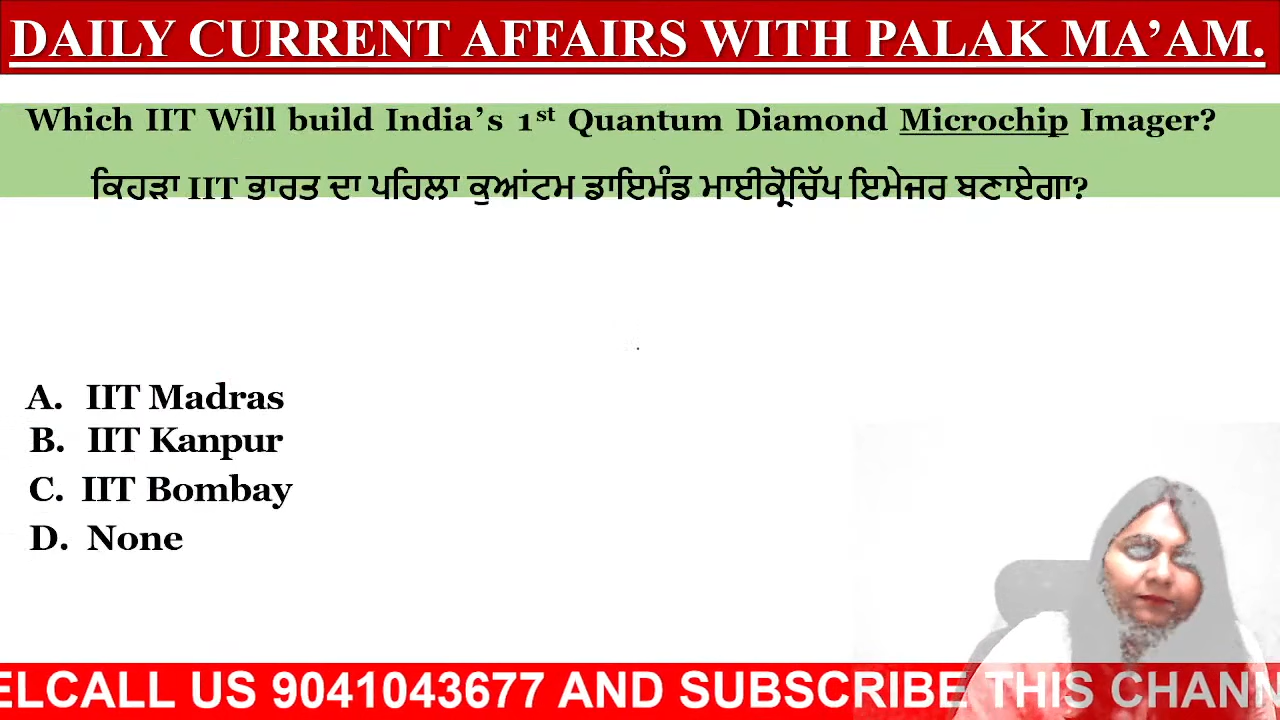 DAILY CURRENT AFFAIRS WITH PALAK MA’AM.
Which IIT Will build India’s 1st Quantum Diamond Microchip Imager?
ਕਿਹੜਾ IIT ਭਾਰਤ ਦਾ ਪਹਿਲਾ ਕੁਆਂਟਮ ਡਾਇਮੰਡ ਮਾਈਕ੍ਰੋਚਿੱਪ ਇਮੇਜਰ ਬਣਾਏਗਾ?
A. IIT Madras
B. IIT Kanpur
C. IIT Bombay
D. None
ELCALL US 9041043677 AND SUBSCRIBE THIS CHANN